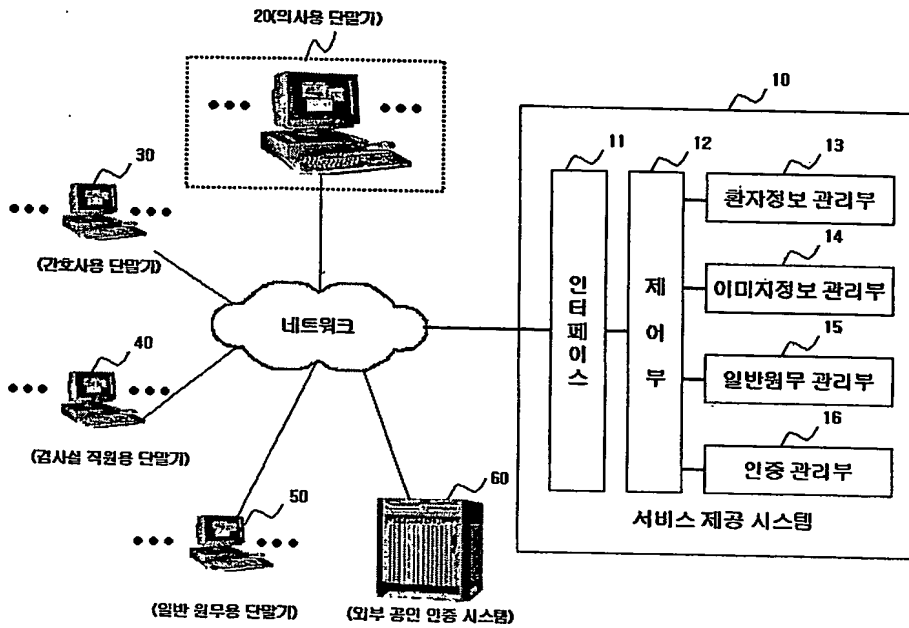 20(의사용 단말기)
10
30
11
12
13
환자정보 관리부
(간호사용 단말기)
14
이미지정보 관리부
인터페이스
제어부
네트워크
15
일반원무 관리부
40
16
인증 관리부
(검사실 직원용 단말기)
60
서비스 제공 시스템
50
(일반 원무용 단말기)
(외부 공인 인증 시스템)